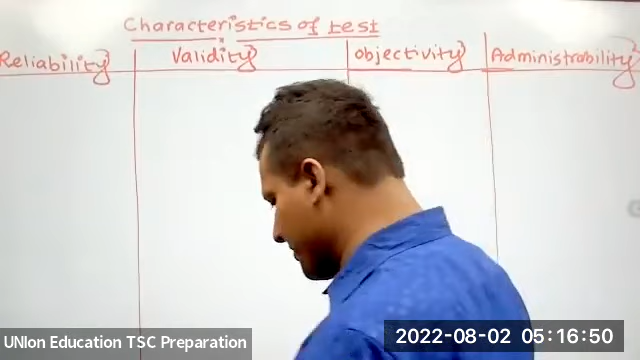 Characteristics of test
Reliability Validity Objectivity Administrability
UNIon Education TSC Preparation
2022-08-02 05:16:50